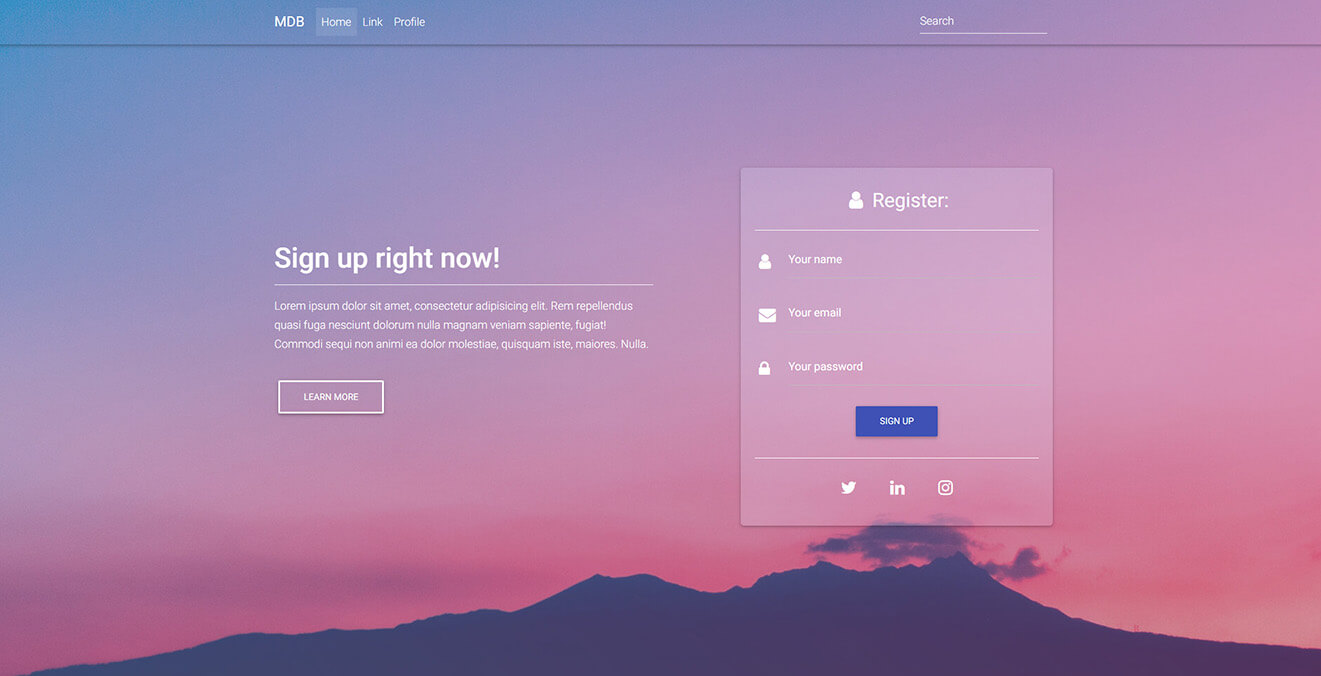 MDB Home Link Profile Search
Sign up right now!
Lorem ipsum dolor sit amet, consectetur adipisicing elit. Rem repellendus
quasi fuga nesciunt dolorum nulla magnam veniam sapiente, fugiat!
Commodi sequi non animi ea dolor molestiae, quisquam iste, maiores. Nulla.
LEARN MORE
Register:
Your name
Your email
Your password
SIGN UP